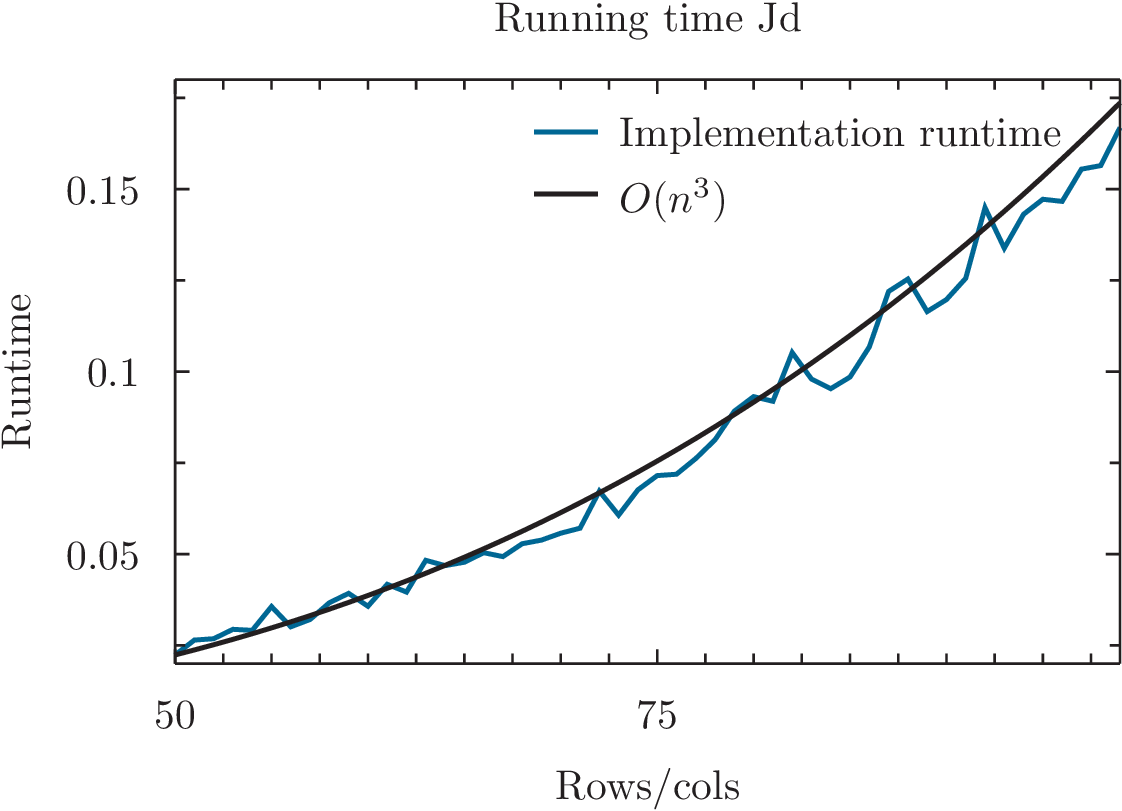 Running time Jd
Implementation runtime
O(n³)
0.15
0.1
0.05
Runtime
50
75
Rows/cols